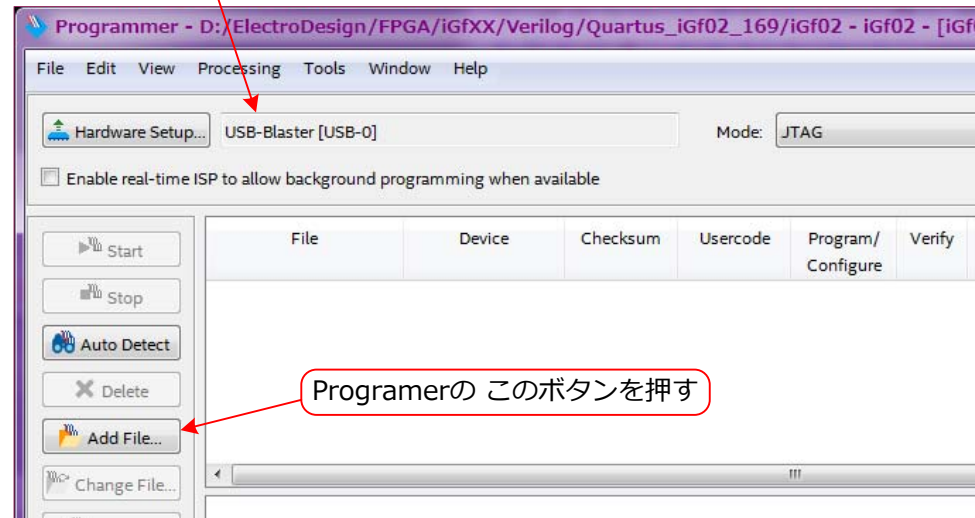 Programmer - D:/ElectroDesign/FPGA/iGfXX/Verilog/Quartus_iGf02_169/iGf02 - iGf02 - [iGf
File Edit View Processing Tools Window Help
Hardware Setup... USB-Blaster [USB-0] Mode: JTAG
Enable real-time ISP to allow background programming when available
File Device Checksum Usercode Program/ Verify
Configure
Start
Stop
Auto Detect
Delete
Programerの このボタンを押す
Add File...
Change File...